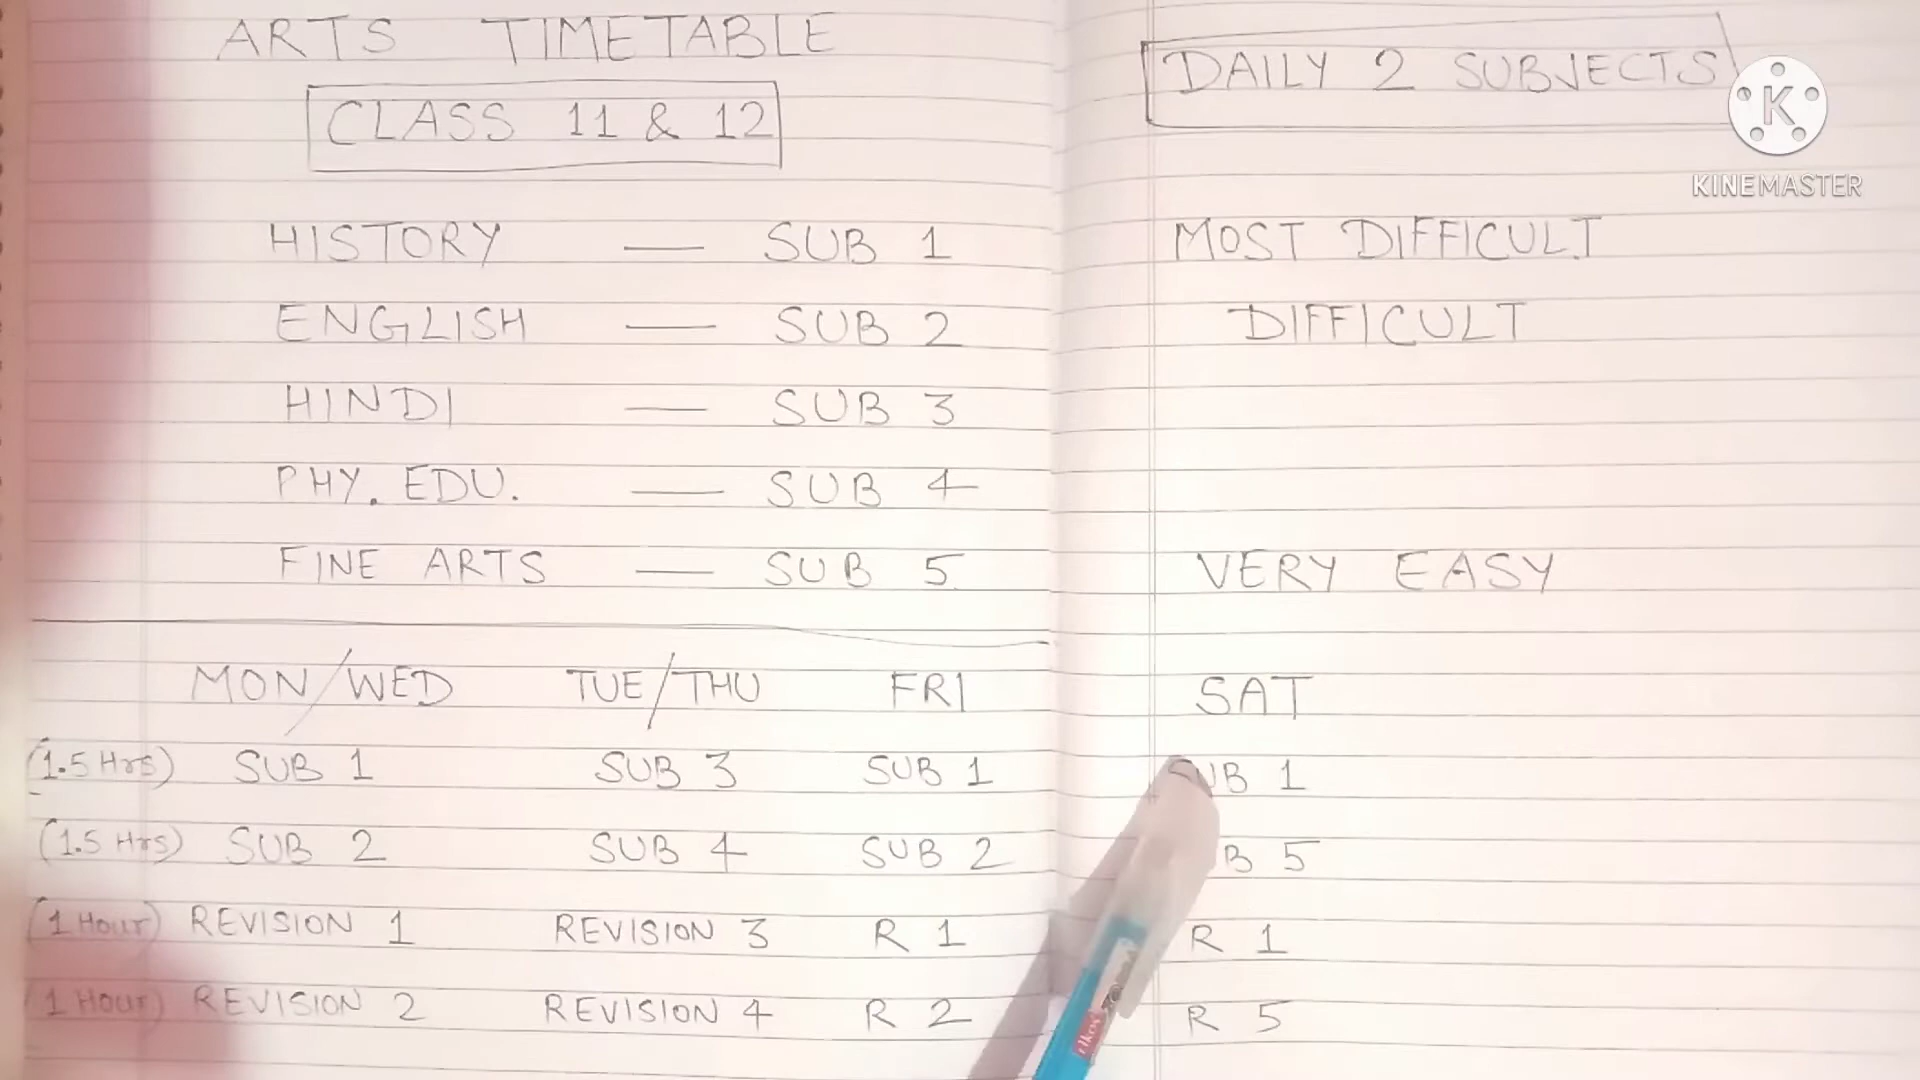 ARTS TIMETABLE
CLASS 11 & 12
DAILY 2 SUBJECTS
K
KINEMASTER
HISTORY — SUB 1 MOST DIFFICULT
ENGLISH — SUB 2 DIFFICULT
HINDI — SUB 3
PHY. EDU. — SUB 4
FINE ARTS — SUB 5 VERY EASY
MON/WED TUE/THU FRI SAT
(1.5 Hrs) SUB 1 SUB 3 SUB 1 SUB 1
(1.5 Hrs) SUB 2 SUB 4 SUB 2 B 5
(1 Hour) REVISION 1 REVISION 3 R 1 R 1
(1 Hour) REVISION 2 REVISION 4 R 2 R 5